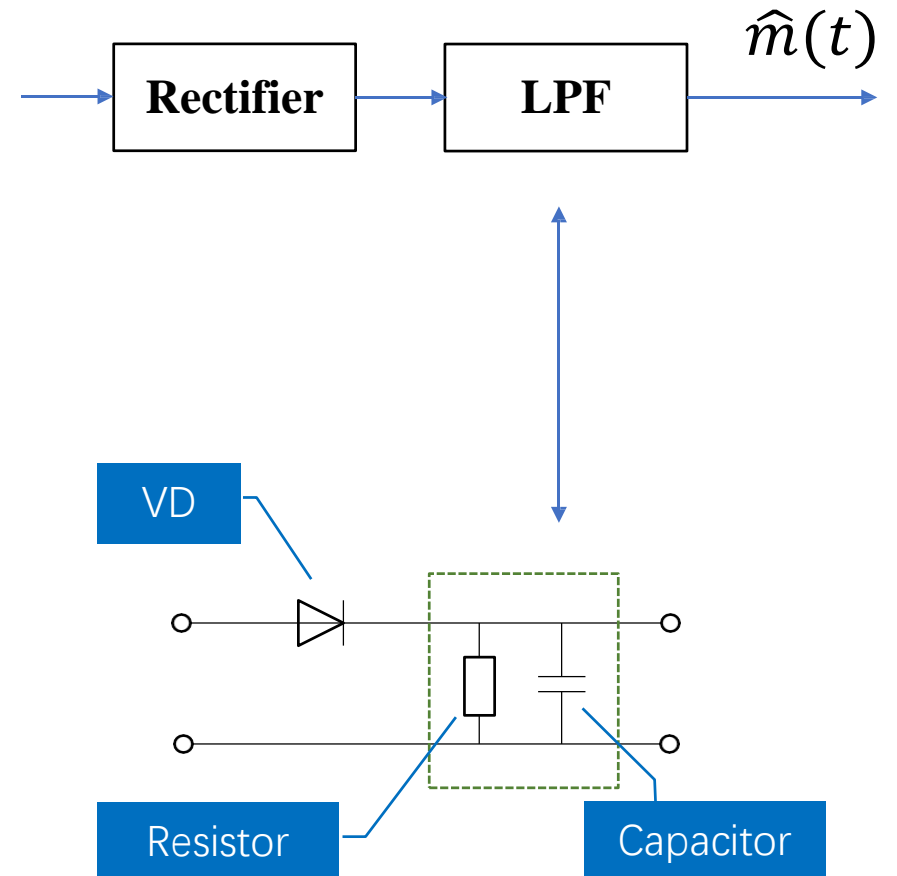 m̂(t)
Rectifier
LPF
VD
Resistor
Capacitor